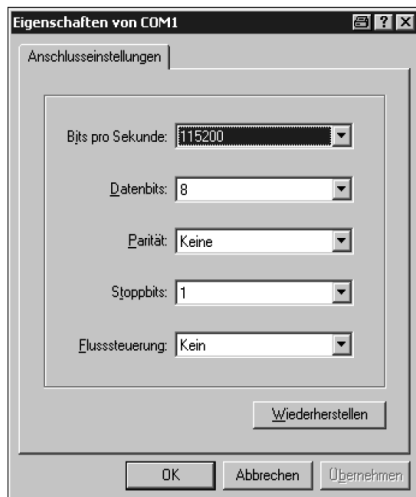 Eigenschaften von COM1
Anschlusseinstellungen
Bits pro Sekunde: 115200
Datenbits: 8
Parität: Keine
Stoppbits: 1
Flusssteuerung: Kein
Wiederherstellen
OK Abbrechen Übernehmen